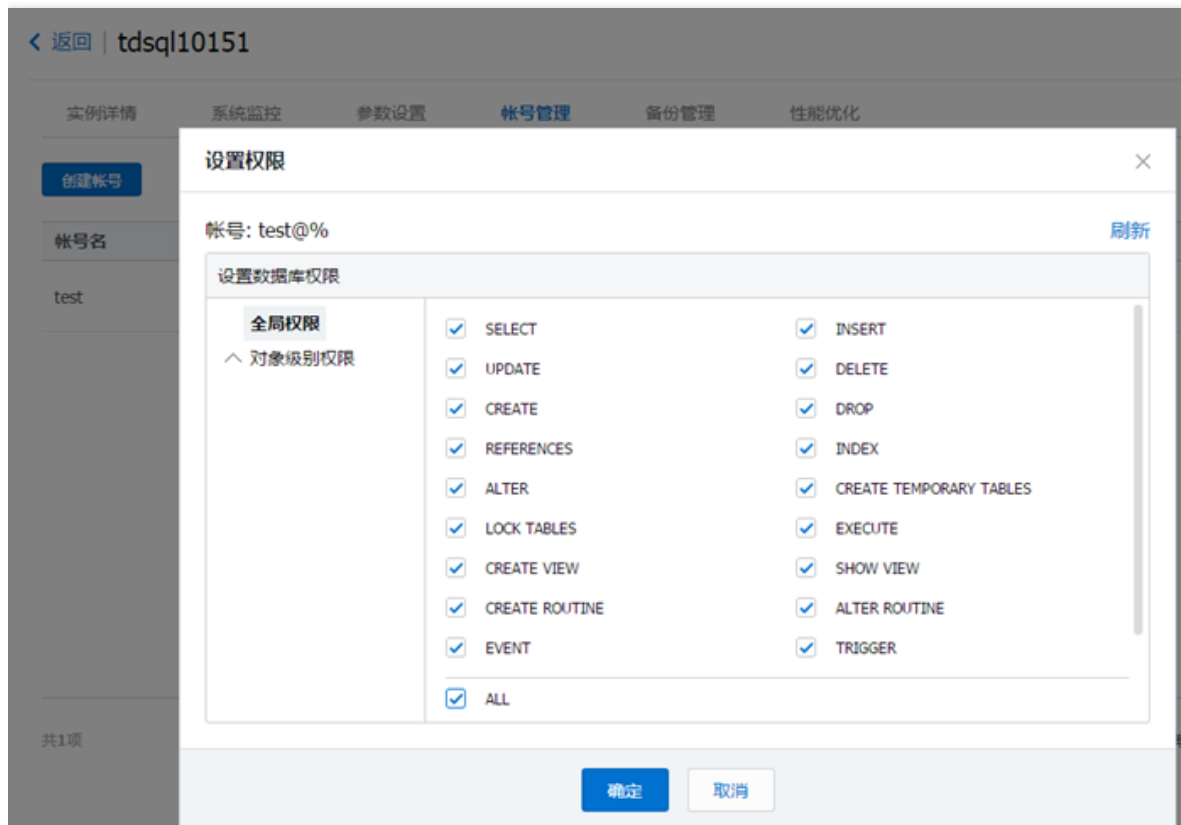 返回 | tdsql10151
实例详情 系统监控 参数设置 帐号管理 备份管理 性能优化
创建帐号
设置权限
帐号名
帐号: test@% 刷新
test
设置数据库权限
全局权限
对象级别权限
SELECT INSERT
UPDATE DELETE
CREATE DROP
REFERENCES INDEX
ALTER CREATE TEMPORARY TABLES
LOCK TABLES EXECUTE
CREATE VIEW SHOW VIEW
CREATE ROUTINE ALTER ROUTINE
EVENT TRIGGER
ALL
共1项
确定 取消